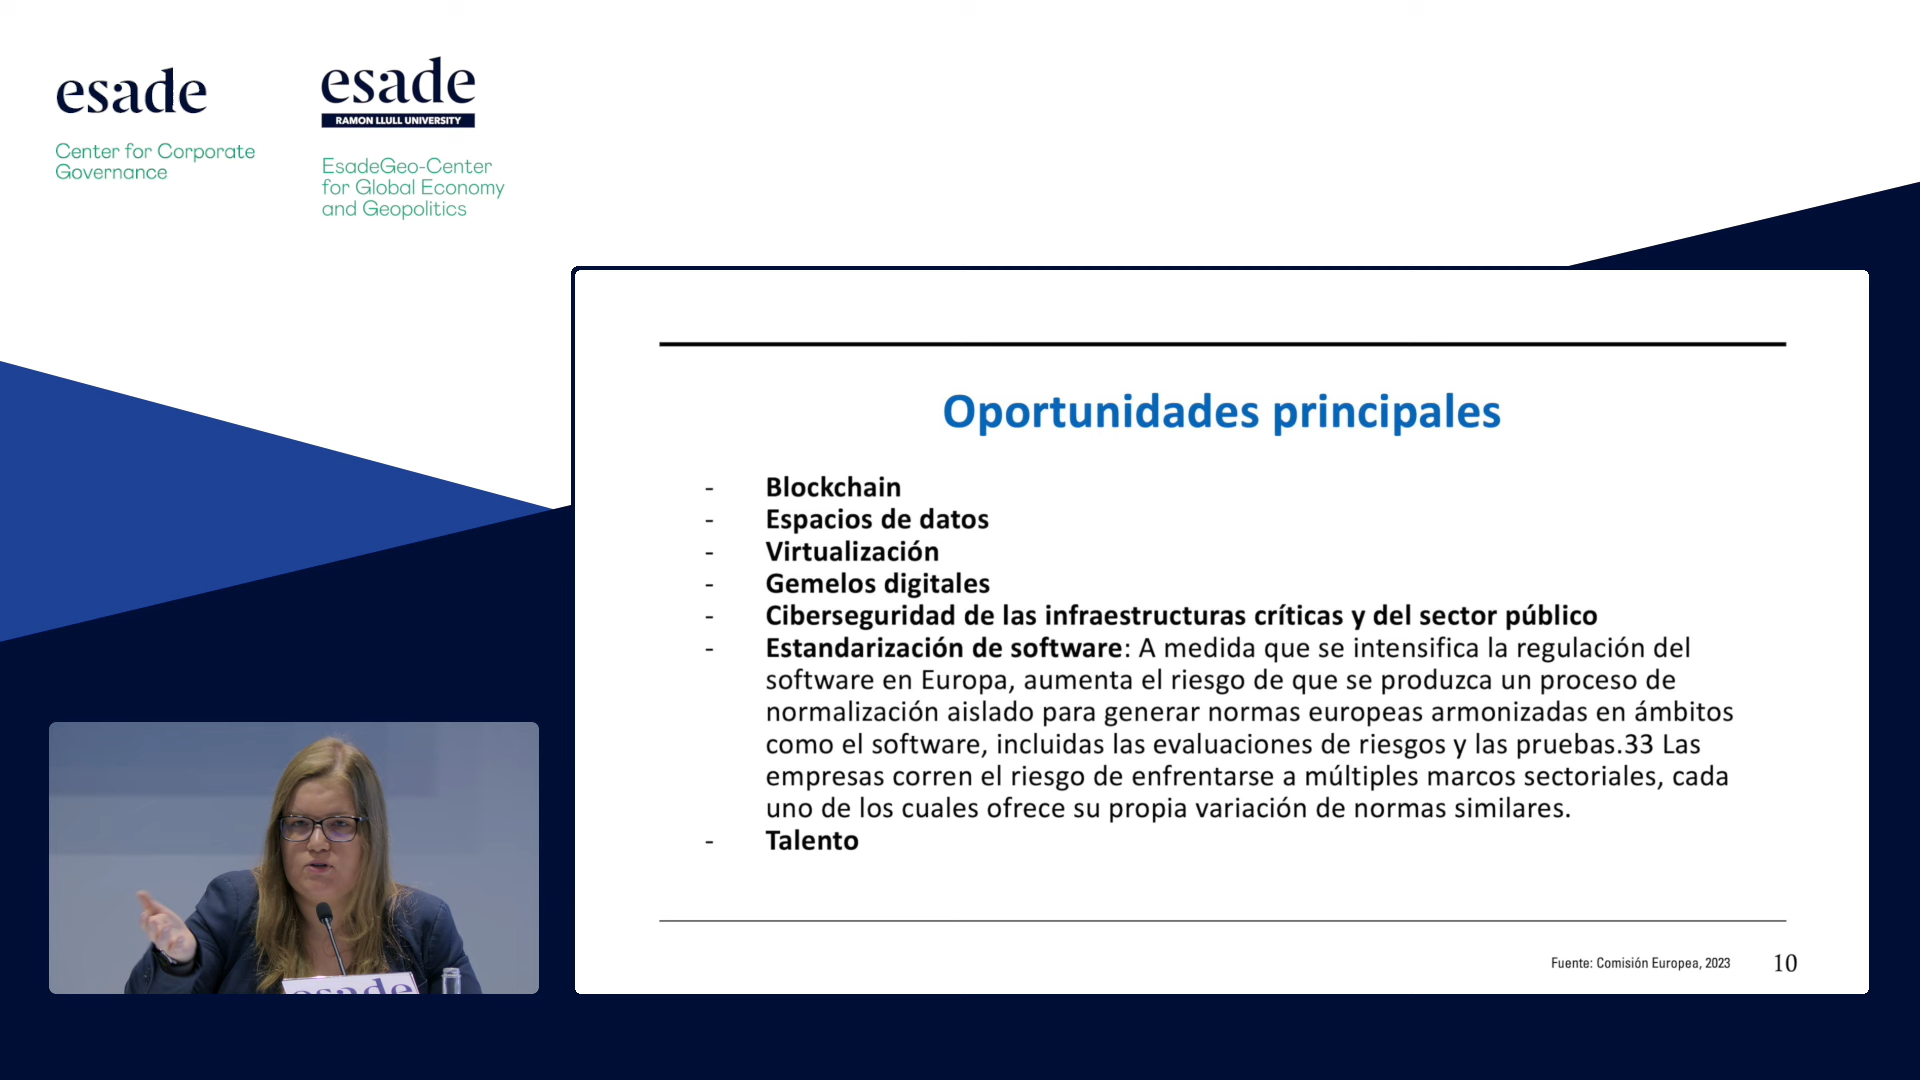 esade
Center for Corporate
Governance
esade
RAMON LLULL UNIVERSITY
EsadeGeo-Center
for Global Economy
and Geopolitics
Oportunidades principales
- Blockchain
- Espacios de datos
- Virtualización
- Gemelos digitales
- Ciberseguridad de las infraestructuras críticas y del sector público
- Estandarización de software: A medida que se intensifica la regulación del
software en Europa, aumenta el riesgo de que se produzca un proceso de
normalización aislado para generar normas europeas armonizadas en ámbitos
como el software, incluidas las evaluaciones de riesgos y las pruebas.33 Las
empresas corren el riesgo de enfrentarse a múltiples marcos sectoriales, cada
uno de los cuales ofrece su propia variación de normas similares.
- Talento
Fuente: Comisión Europea, 2023
10
esade